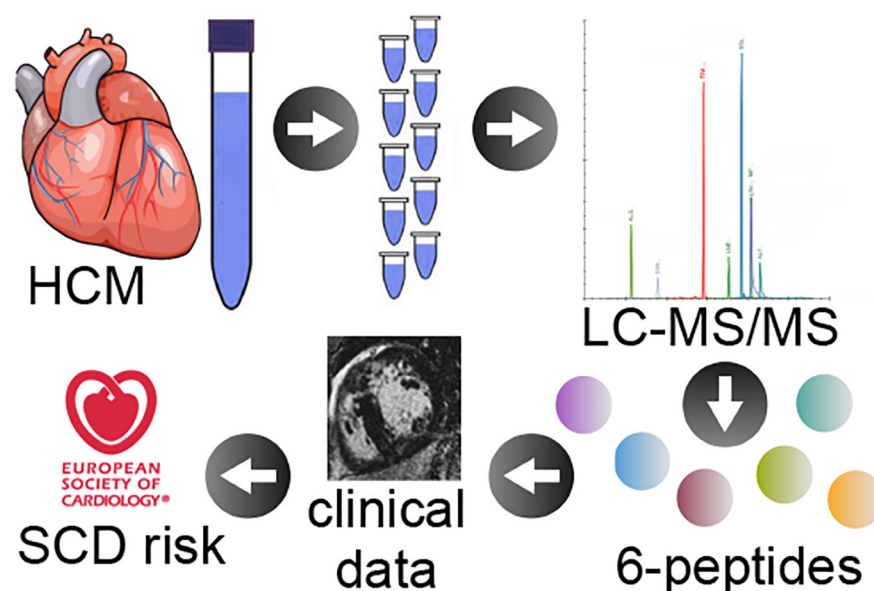 HCM
LC-MS/MS
EUROPEAN
SOCIETY OF
CARDIOLOGY®
SCD risk
clinical
data
6-peptides